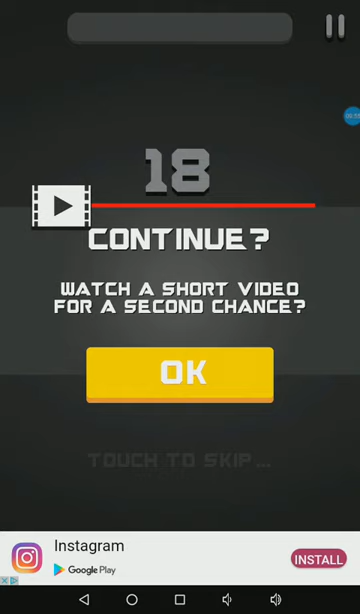 18
CONTINUE?
WATCH A SHORT VIDEO
FOR A SECOND CHANCE?
OK
TOUCH TO SKIP...
Instagram
Google Play
INSTALL